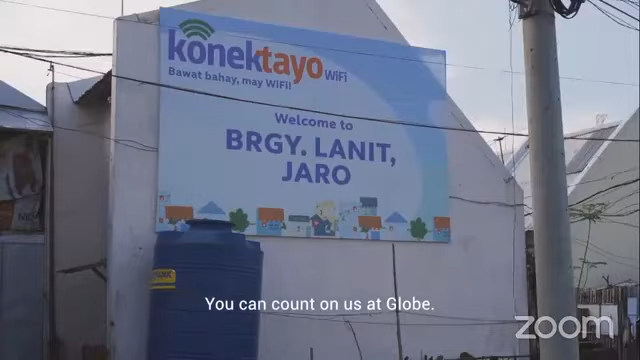 konektayo WiFi
Bawat bahay, may WiFi!
Welcome to
BRGY. LANIT,
JARO
You can count on us at Globe.
zoom